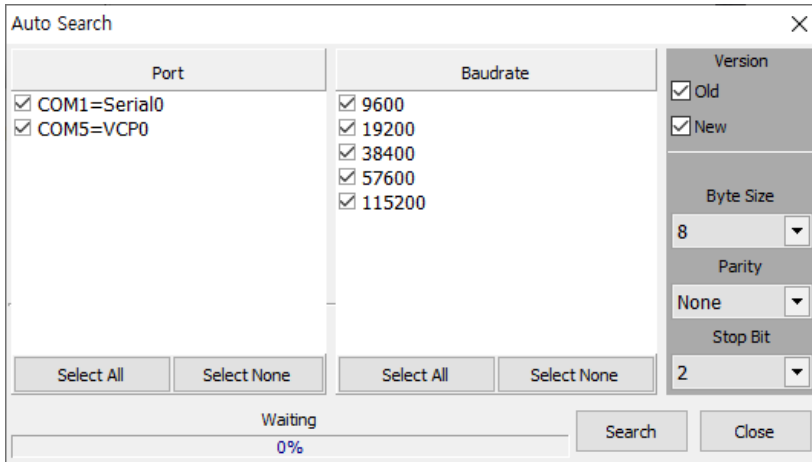 Auto Search
Port
COM1=Serial0
COM5=VCP0
Select All
Select None
Baudrate
9600
19200
38400
57600
115200
Select All
Select None
Version
Old
New
Byte Size
8
Parity
None
Stop Bit
2
Waiting
0%
Search
Close